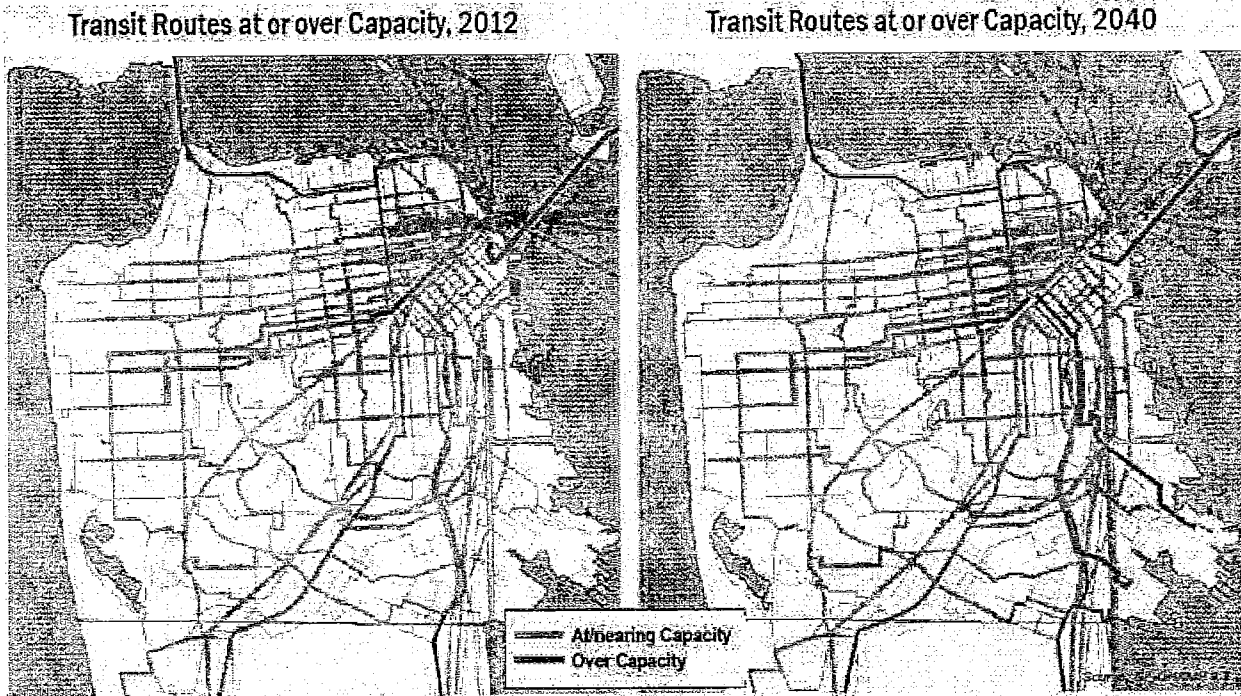 Transit Routes at or over Capacity, 2012
Transit Routes at or over Capacity, 2040
At/nearing Capacity
Over Capacity